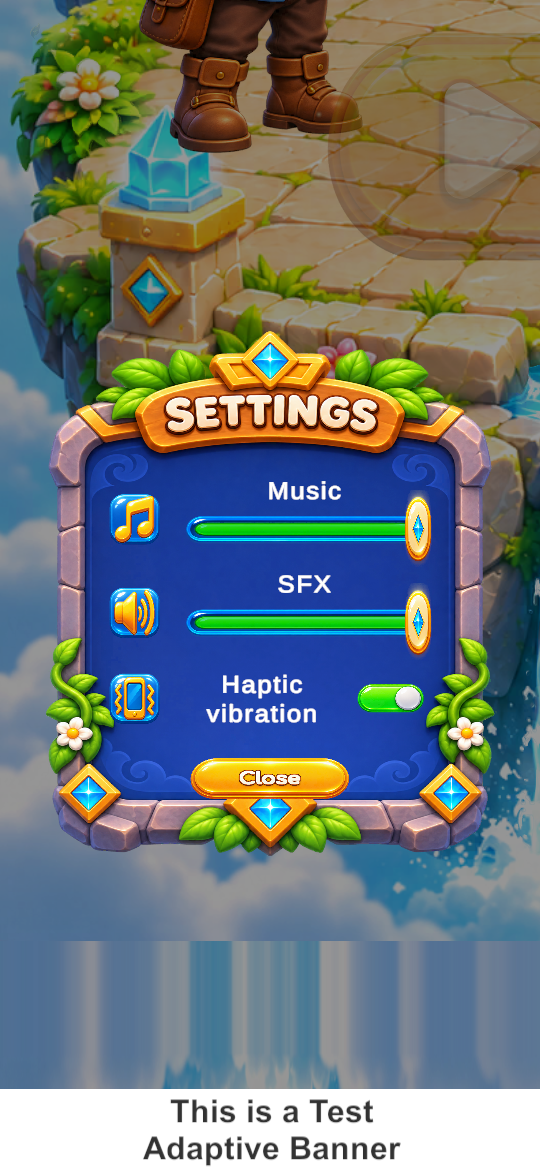 SETTINGS
Music
SFX
Haptic
vibration
Close
This is a Test
Adaptive Banner